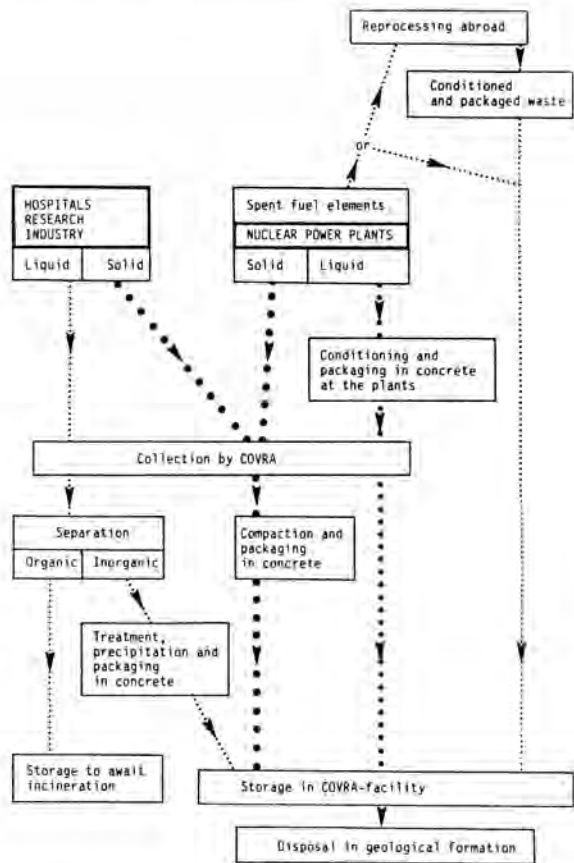 Reprocessing abroad
Conditioned
and packaged waste
or
HOSPITALS
RESEARCH
INDUSTRY
Liquid
Solid
Spent fuel elements
NUCLEAR POWER PLANTS
Solid
Liquid
Conditioning and
packaging in concrete
at the plants
Collection by COVRA
Separation
Organic
Inorganic
Compaction and
packaging
in concrete
Treatment,
precipitation and
packaging
in concrete
Storage to await
incineration
Storage in COVRA-facility
Disposal in geological formation